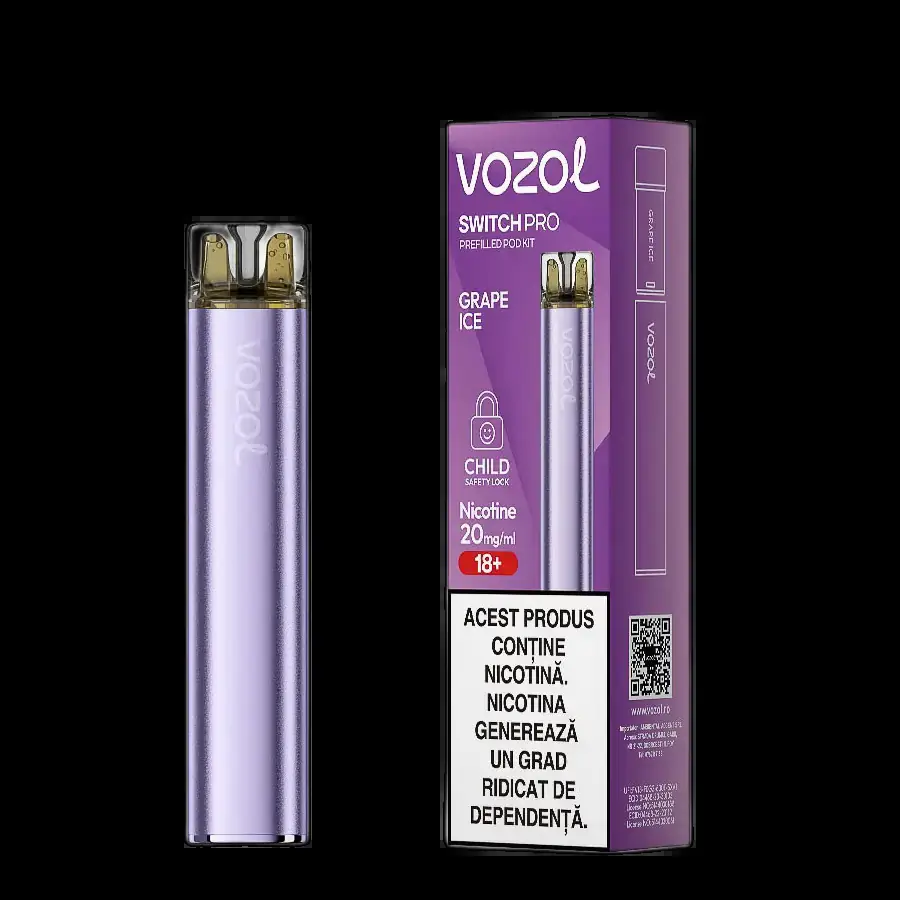 VOZOL
VOZOL
SWITCH PRO
PREFILLED POD KIT
GRAPE
ICE
VOZOL
CHILD
SAFETY LOCK
Nicotine
20mg/ml
18+
ACEST PRODUS
CONȚINE
NICOTINĂ.
NICOTINA
GENEREAZĂ
UN GRAD
RIDICAT DE
DEPENDENȚĂ.
GRAPE ICE
VOZOL
www.vozol.ro